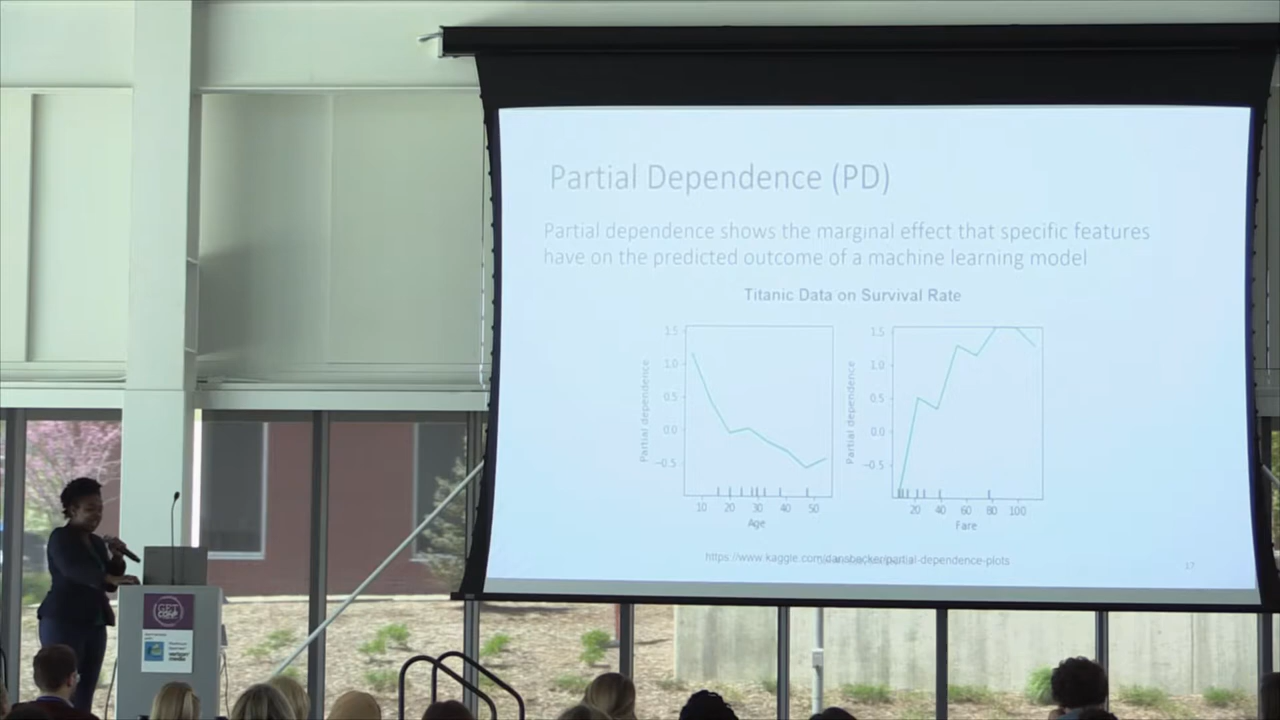 Partial Dependence (PD)
Partial dependence shows the marginal effect that specific features
have on the predicted outcome of a machine learning model
Titanic Data on Survival Rate
1.5
1.0
0.5
0.0
−0.5
Partial dependence
10 20 30 40 50
Age
1.5
1.0
0.5
0.0
−0.5
Partial dependence
20 40 60 80 100
Fare
https://www.kaggle.com/dansbecker/partial-dependence-plots
17
verizon
media